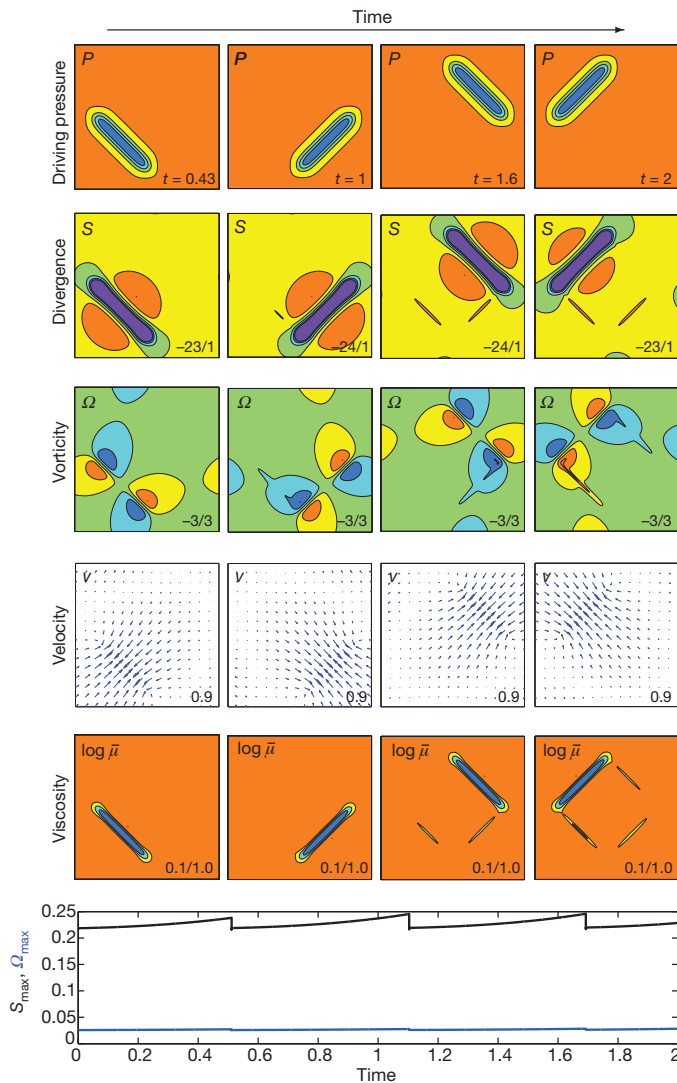 Time
Driving pressure
P
P
P
P
t = 0.43
t = 1
t = 1.6
t = 2
Divergence
S
S
S
S
–23/1
–24/1
–24/1
–23/1
Vorticity
Ω
Ω
Ω
Ω
–3/3
–3/3
–3/3
–3/3
Velocity
v
v
v
v
0.9
0.9
0.9
0.9
Viscosity
log μ̄
log μ̄
log μ̄
log μ̄
0.1/1.0
0.1/1.0
0.1/1.0
0.1/1.0
Smax, Ωmax
0.25
0.2
0.15
0.1
0.05
0
0 0.2 0.4 0.6 0.8 1 1.2 1.4 1.6 1.8 2
Time